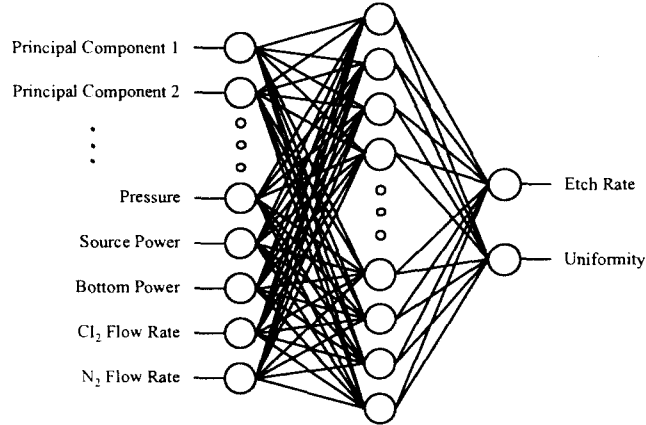 Principal Component 1
Principal Component 2
Pressure
Source Power
Bottom Power
Cl₂ Flow Rate
N₂ Flow Rate
Etch Rate
Uniformity